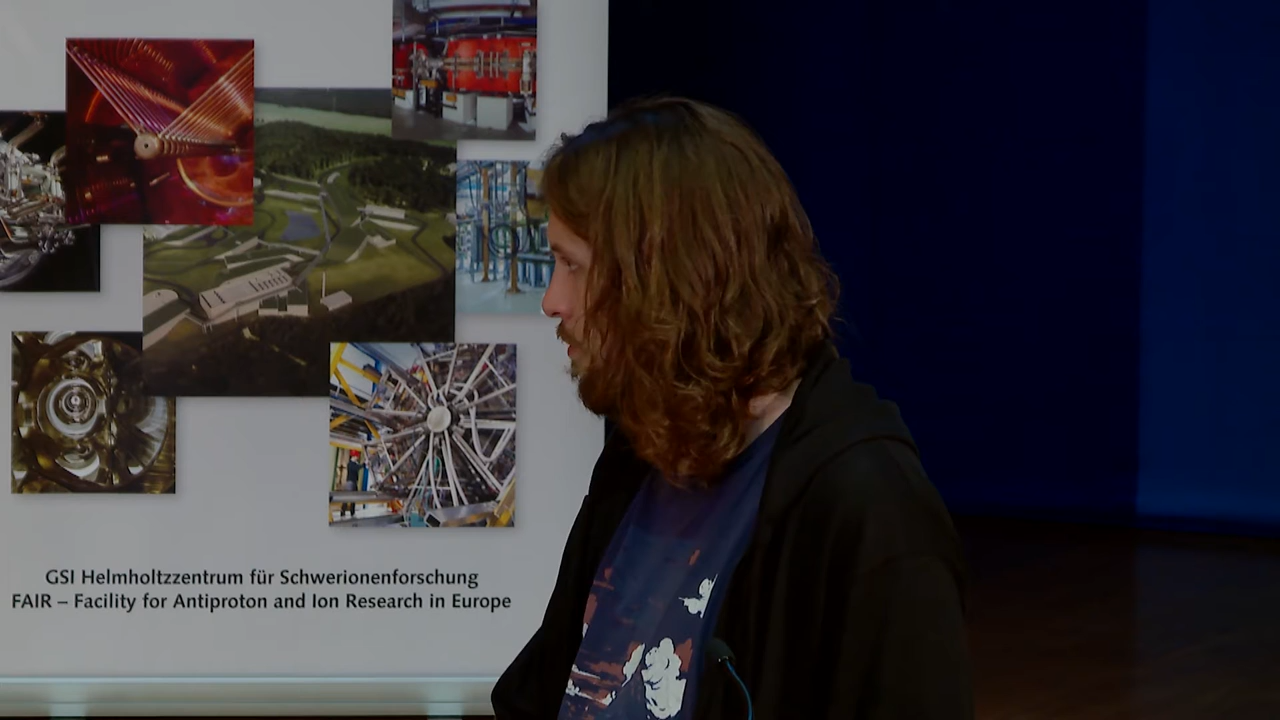 GSI Helmholtzzentrum für Schwerionenforschung
FAIR – Facility for Antiproton and Ion Research in Europe